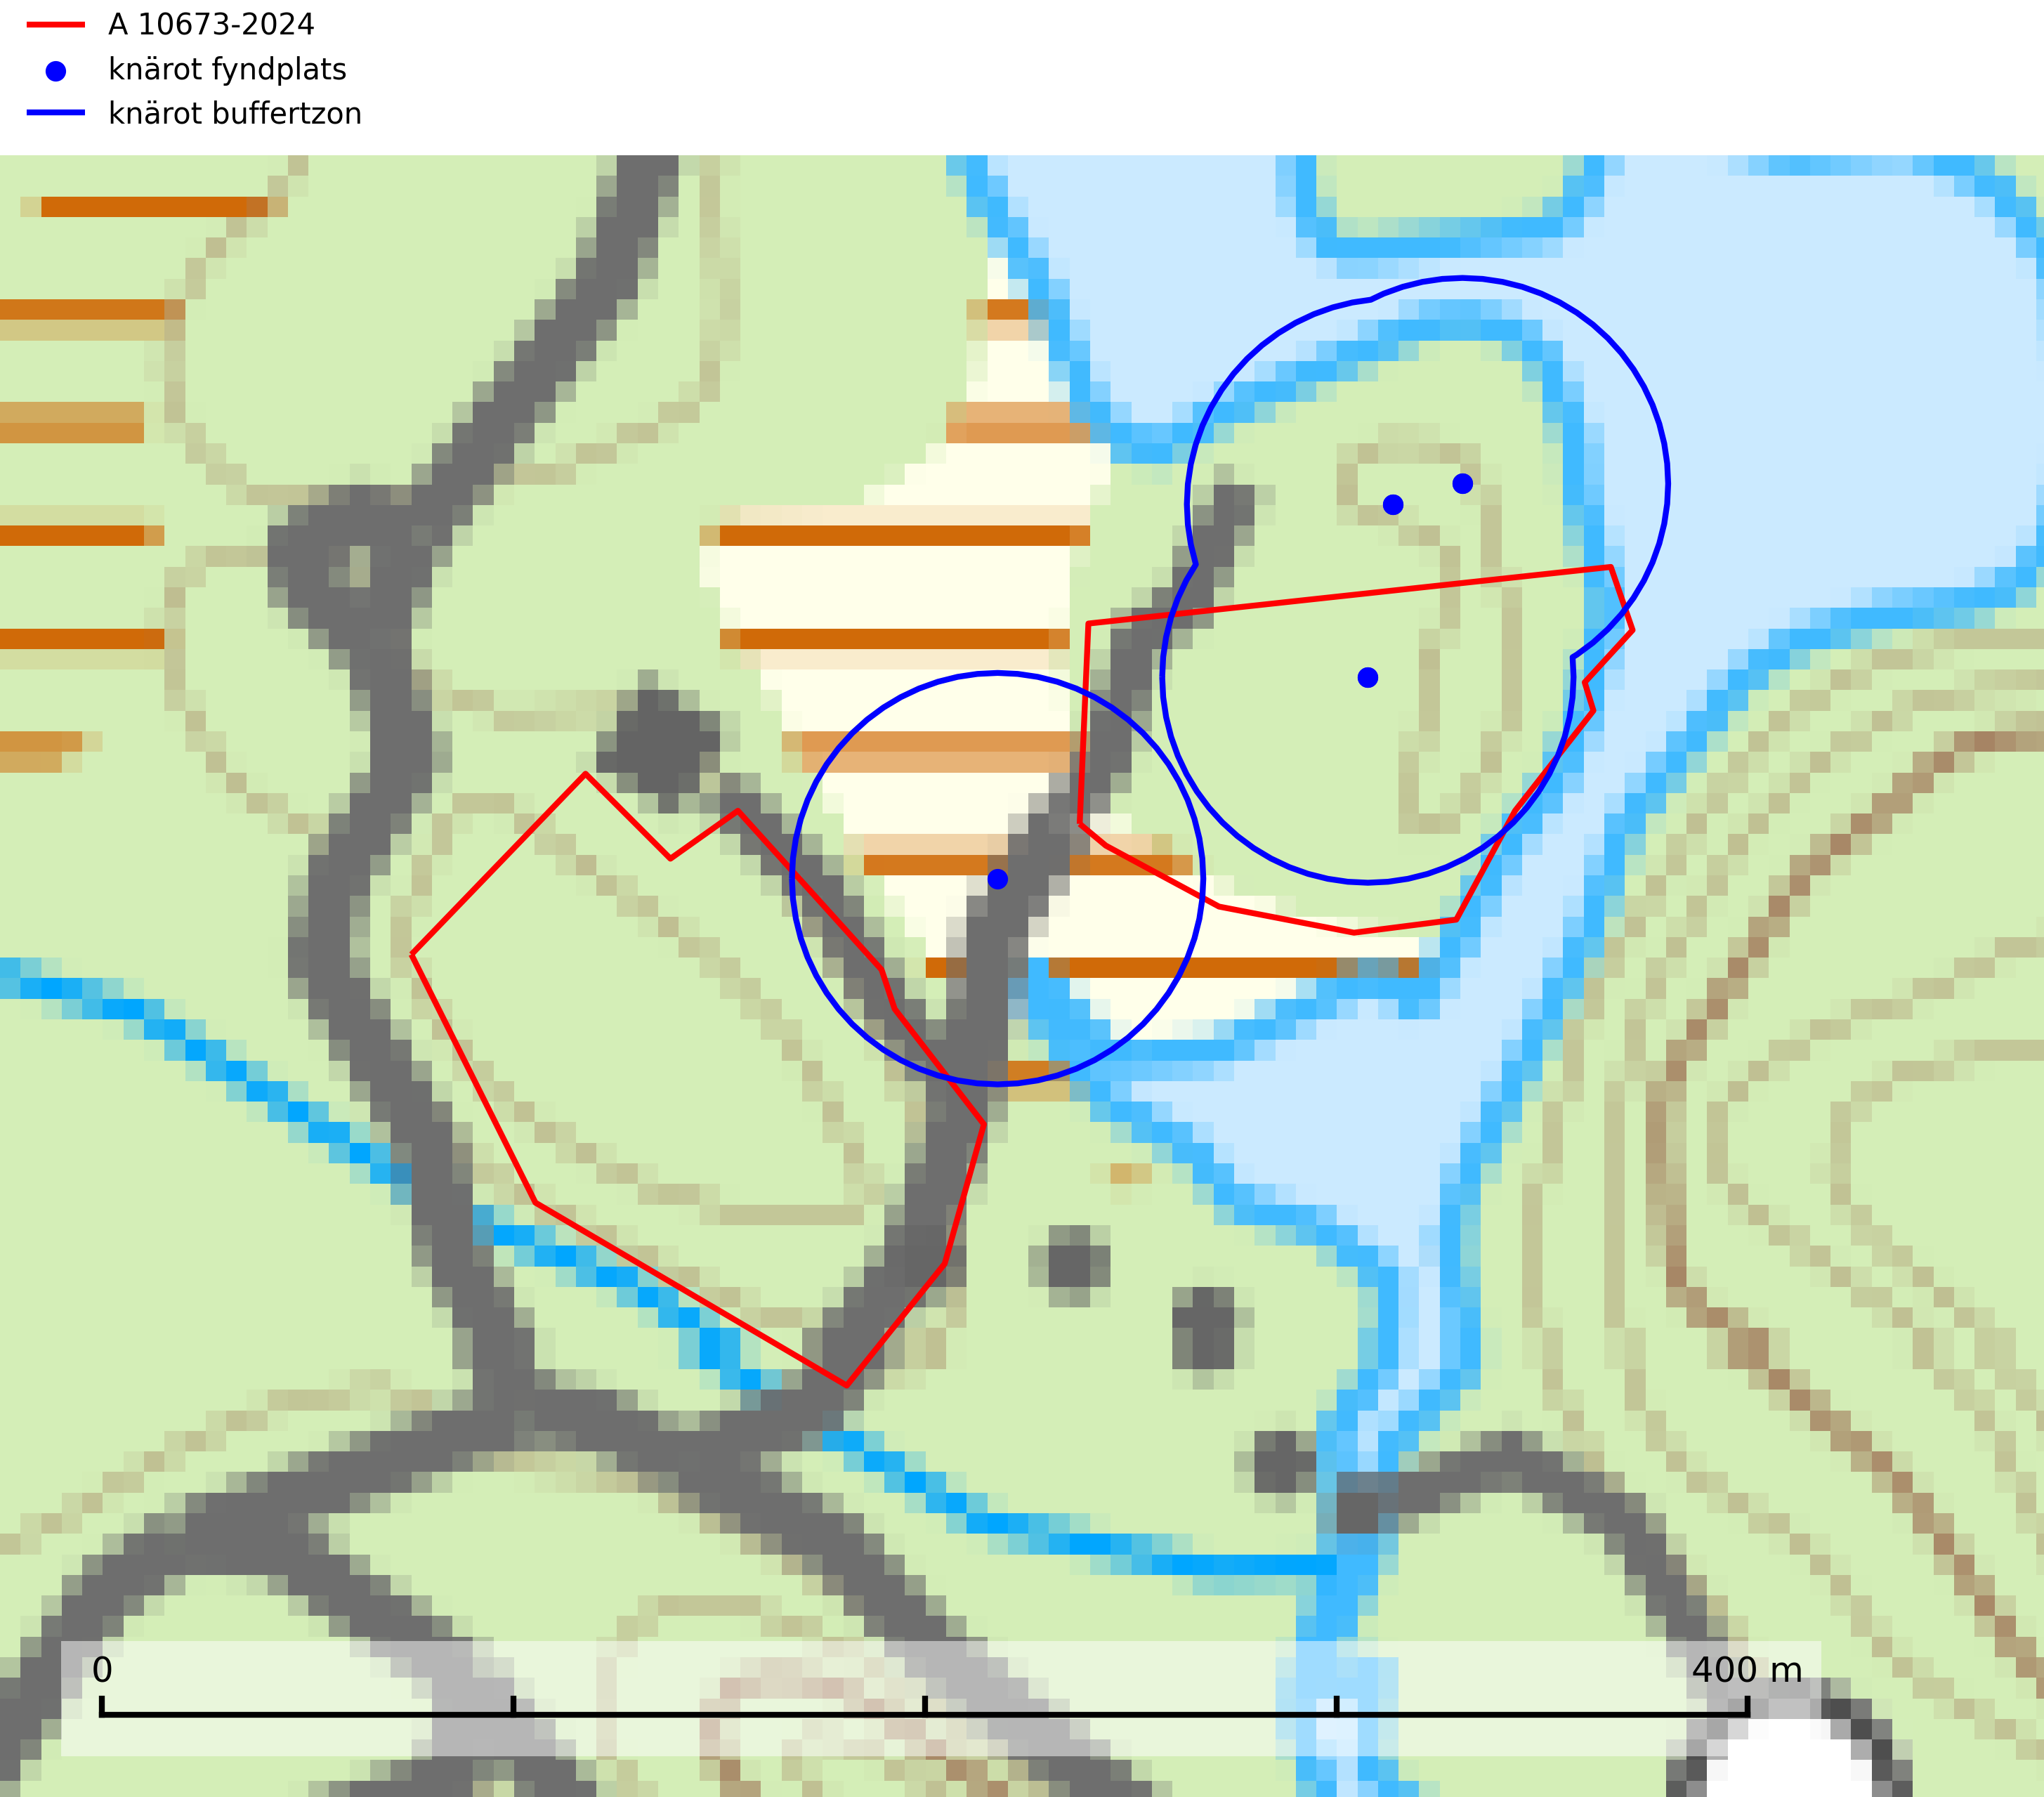 A 10673-2024
knärot fyndplats
knärot buffertzon
0
400 m